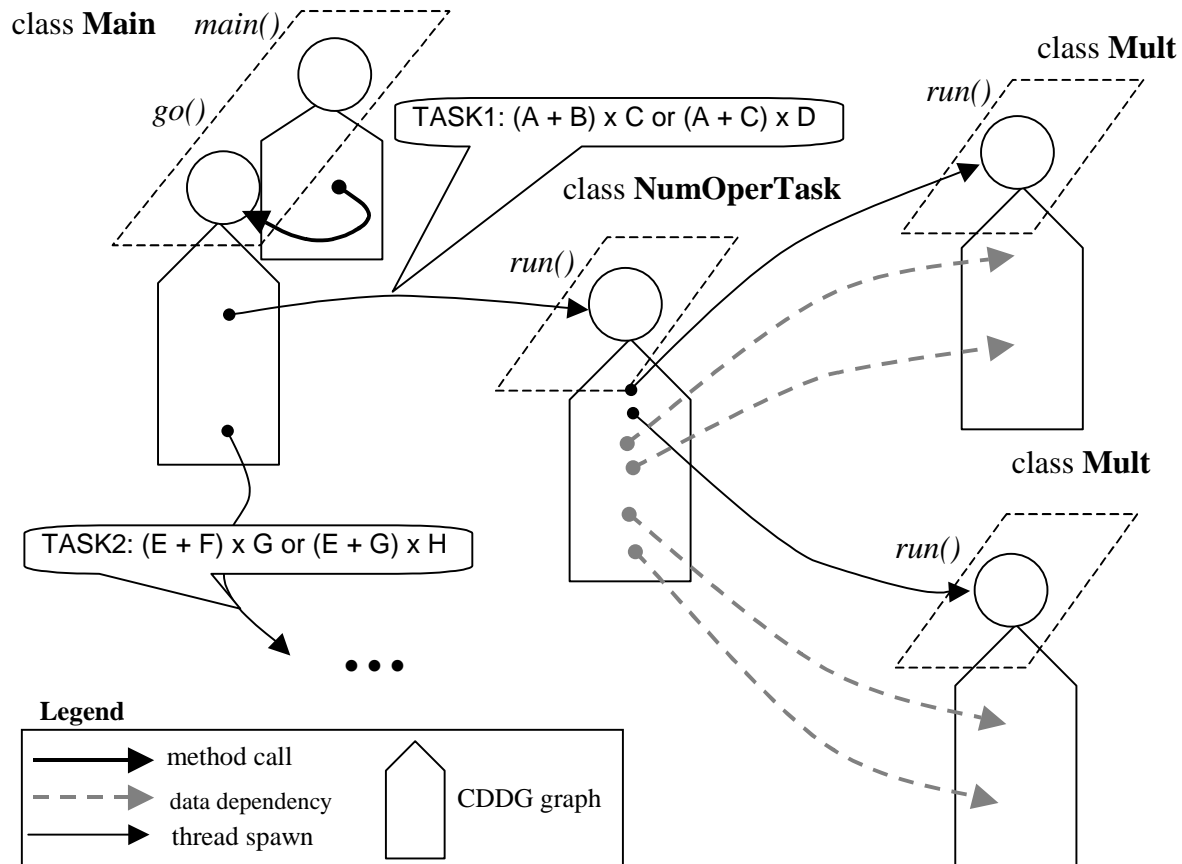 class Main
main()
class Mult
go()
run()
TASK1: (A + B) x C or (A + C) x D
class NumOperTask
run()
class Mult
TASK2: (E + F) x G or (E + G) x H
run()
Legend
method call
data dependency
thread spawn
CDDG graph